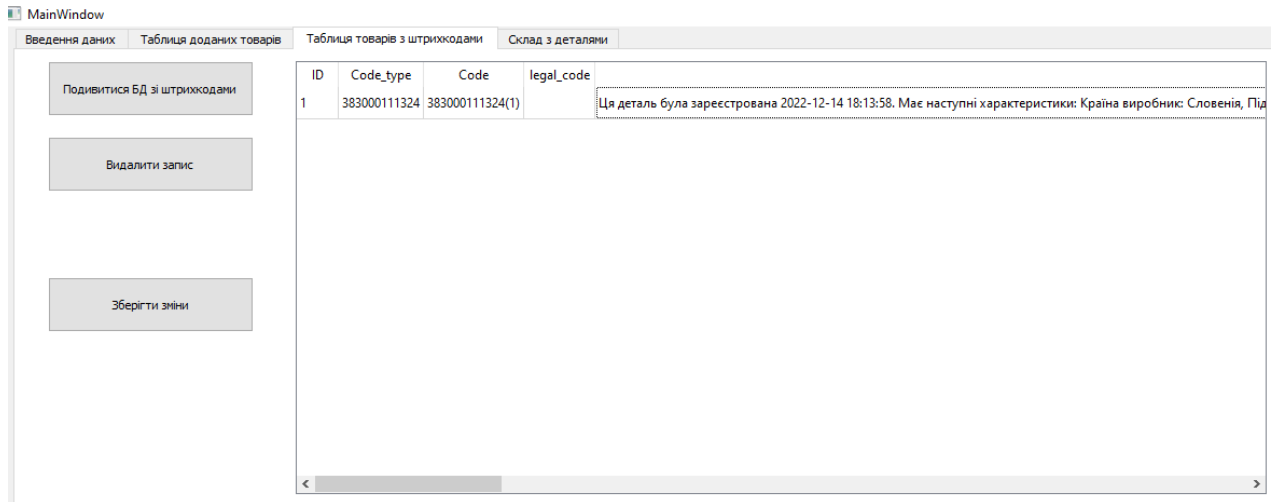 MainWindow
Введення даних Таблиця доданих товарів Таблиця товарів з штрихкодами Склад з деталями
Подивитися БД зі штрихкодами
Видалити запис
Зберігти зміни
ID Code_type Code legal_code
1 383000111324 383000111324(1) Ця деталь була зареєстрована 2022-12-14 18:13:58. Має наступні характеристики: Країна виробник: Словенія, Під